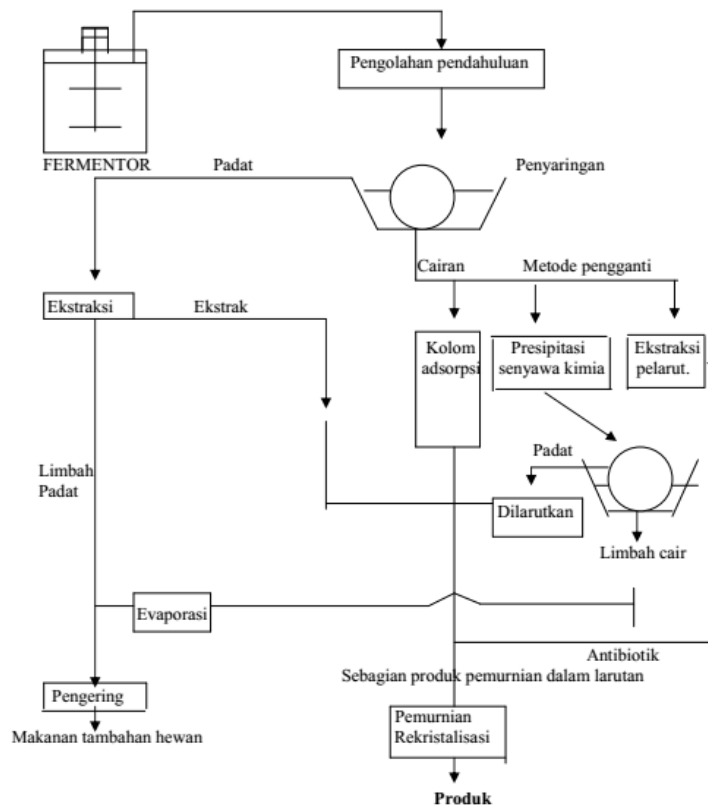 Pengolahan pendahuluan
FERMENTOR
Padat
Penyaringan
Cairan
Metode pengganti
Ekstraksi
Ekstrak
Kolom
adsorpsi
Presipitasi
senyawa kimia
Ekstraksi
pelarut.
Padat
Limbah
Padat
Dilarutkan
Limbah cair
Evaporasi
Antibiotik
Sebagian produk pemurnian dalam larutan
Pengering
Pemurnian
Rekristalisasi
Makanan tambahan hewan
Produk